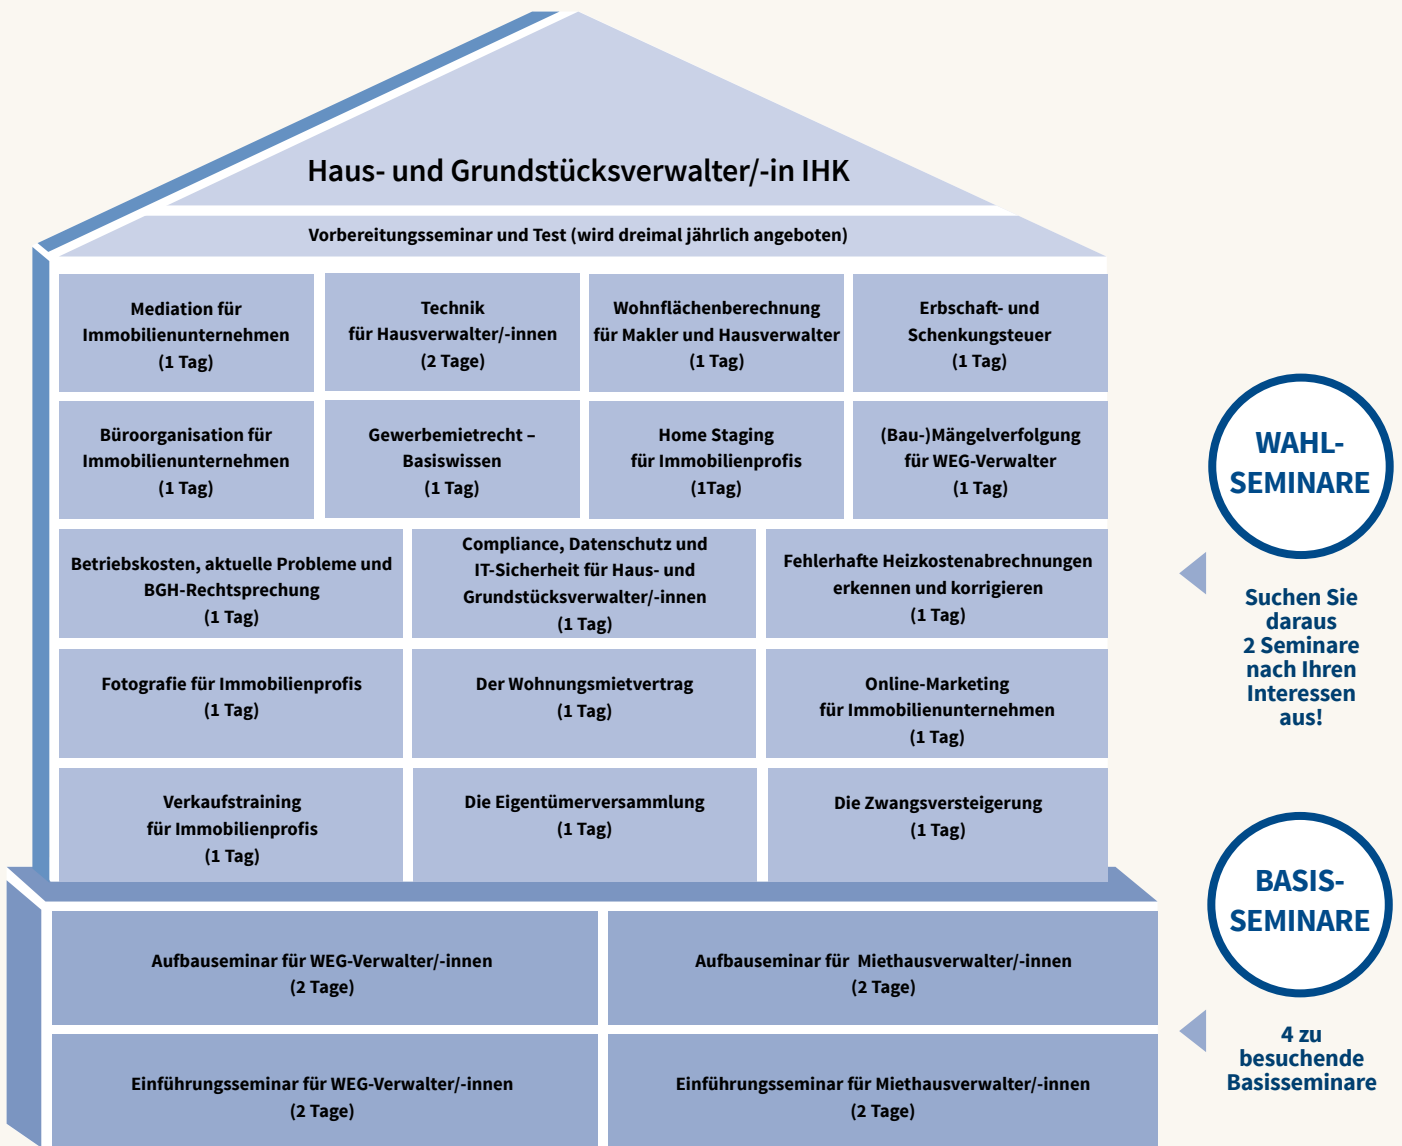 Haus- und Grundstücksverwalter/-in IHK
Vorbereitungsseminar und Test (wird dreimal jährlich angeboten)
Mediation für
Immobilienunternehmen
(1 Tag)
Technik
für Hausverwalter/-innen
(2 Tage)
Wohnflächenberechnung
für Makler und Hausverwalter
(1 Tag)
Erbschaft- und
Schenkungsteuer
(1 Tag)
Büroorganisation für
Immobilienunternehmen
(1 Tag)
Gewerbemietrecht –
Basiswissen
(1 Tag)
Home Staging
für Immobilienprofis
(1Tag)
(Bau-)Mängelverfolgung
für WEG-Verwalter
(1 Tag)
Betriebskosten, aktuelle Probleme und
BGH-Rechtsprechung
(1 Tag)
Compliance, Datenschutz und
IT-Sicherheit für Haus- und
Grundstücksverwalter/-innen
(1 Tag)
Fehlerhafte Heizkostenabrechnungen
erkennen und korrigieren
(1 Tag)
Fotografie für Immobilienprofis
(1 Tag)
Der Wohnungsmietvertrag
(1 Tag)
Online-Marketing
für Immobilienunternehmen
(1 Tag)
Verkaufstraining
für Immobilienprofis
(1 Tag)
Die Eigentümerversammlung
(1 Tag)
Die Zwangsversteigerung
(1 Tag)
WAHL-
SEMINARE
Suchen Sie
daraus
2 Seminare
nach Ihren
Interessen
aus!
Aufbauseminar für WEG-Verwalter/-innen
(2 Tage)
Aufbauseminar für Miethausverwalter/-innen
(2 Tage)
Einführungsseminar für WEG-Verwalter/-innen
(2 Tage)
Einführungsseminar für Miethausverwalter/-innen
(2 Tage)
BASIS-
SEMINARE
4 zu
besuchende
Basisseminare